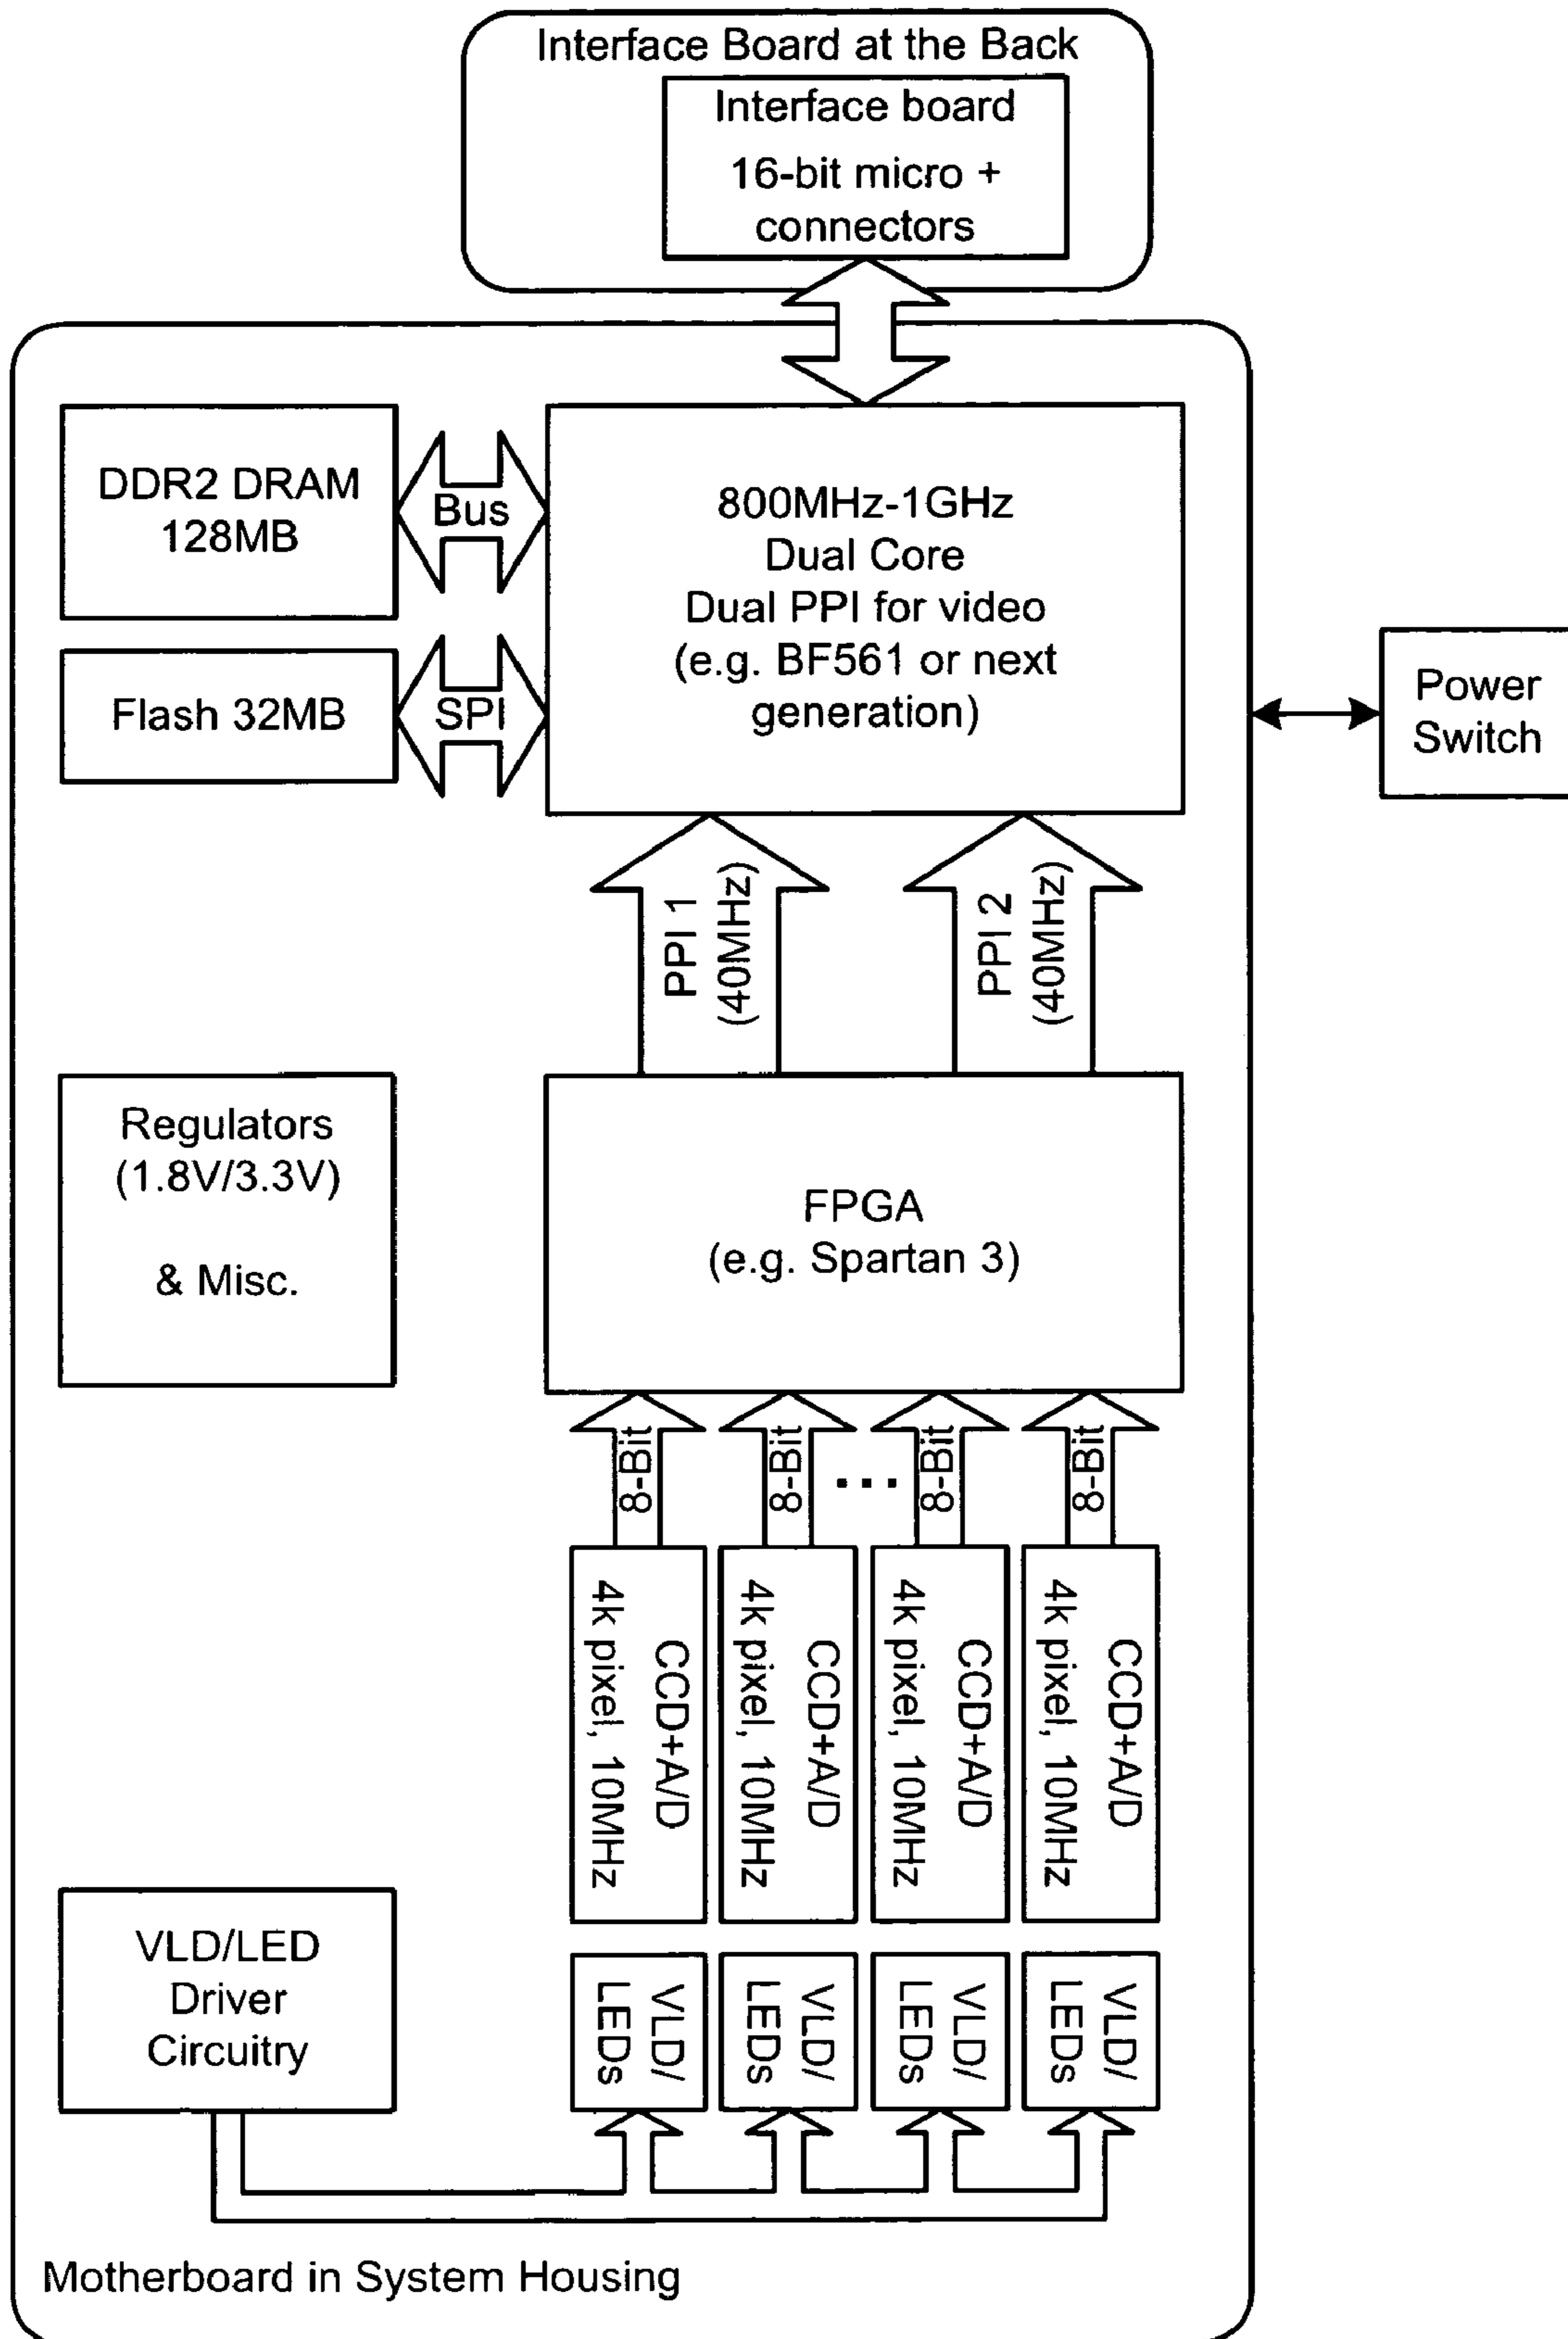 Interface Board at the Back
Interface board
16-bit micro +
connectors
DDR2 DRAM
128MB
Bus
800MHz-1GHz
Dual Core
Dual PPI for video
(e.g. BF561 or next
generation)
Flash 32MB
SPI
Power
Switch
PPI 1
(40MHz)
PPI 2
(40MHz)
Regulators
(1.8V/3.3V)
& Misc.
FPGA
(e.g. Spartan 3)
8-Bit
8-Bit
...
8-Bit
8-Bit
CCD+A/D
4k pixel, 10MHz
CCD+A/D
4k pixel, 10MHz
CCD+A/D
4k pixel, 10MHz
CCD+A/D
4k pixel, 10MHz
VLD/LED
Driver
Circuitry
VLD/
LEDs
VLD/
LEDs
VLD/
LEDs
VLD/
LEDs
Motherboard in System Housing